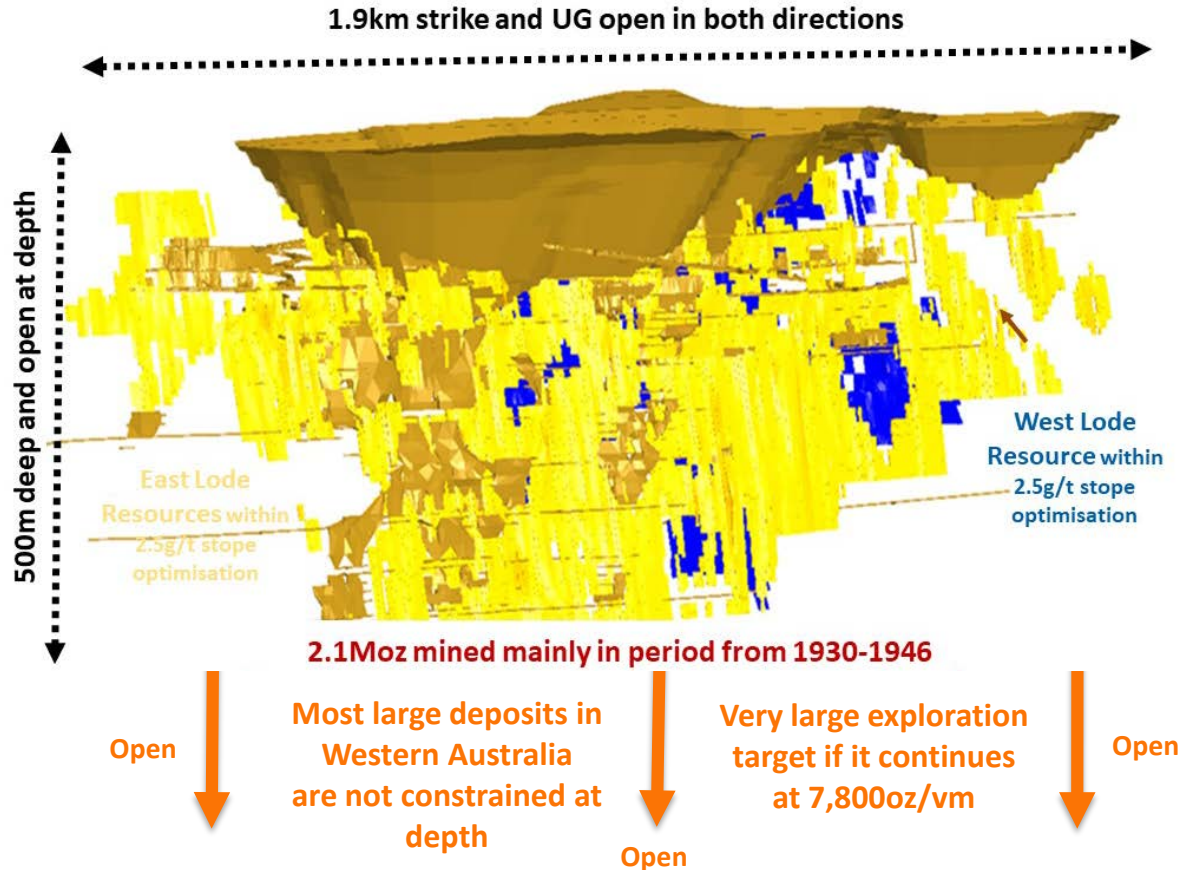 1.9km strike and UG open in both directions
500m deep and open at depth
East Lode
Resources within
2.5g/t stope
optimisation
West Lode
Resource within
2.5g/t stope
optimisation
2.1Moz mined mainly in period from 1930-1946
Open
Most large deposits in
Western Australia
are not constrained at
depth
Open
Very large exploration
target if it continues
at 7,800oz/vm
Open